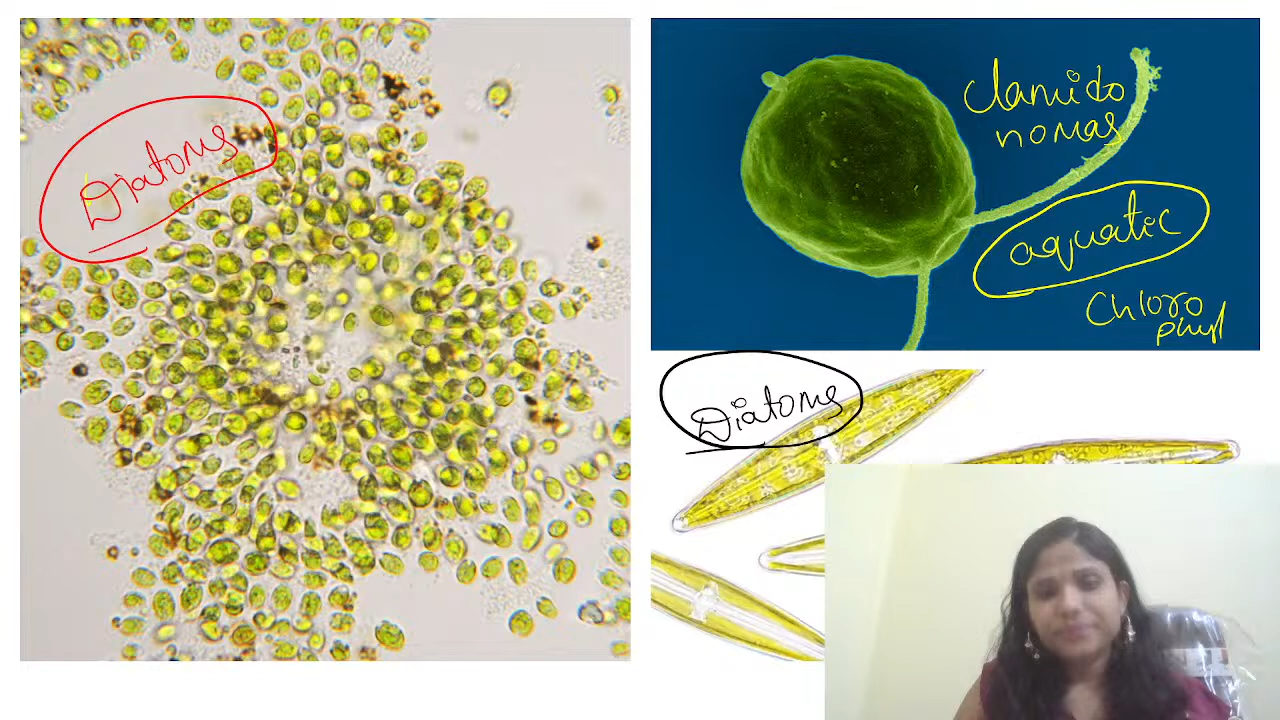 Diatoms
Clamido
nomas
aquatic
Chloro
phyl
Diatoms